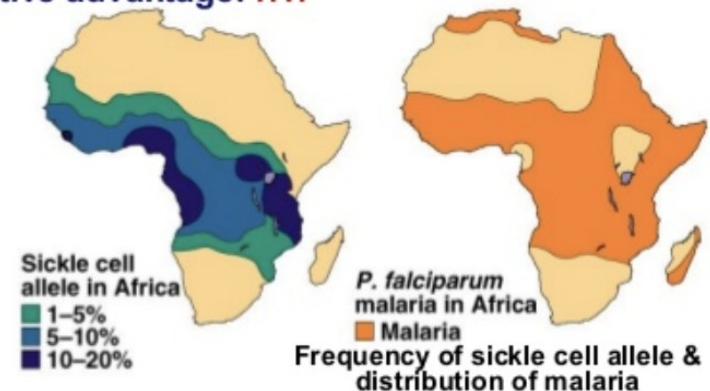 advantage.
Sickle cell
allele in Africa
1–5%
5–10%
10–20%
P. falciparum
malaria in Africa
Malaria
Frequency of sickle cell allele &
distribution of malaria